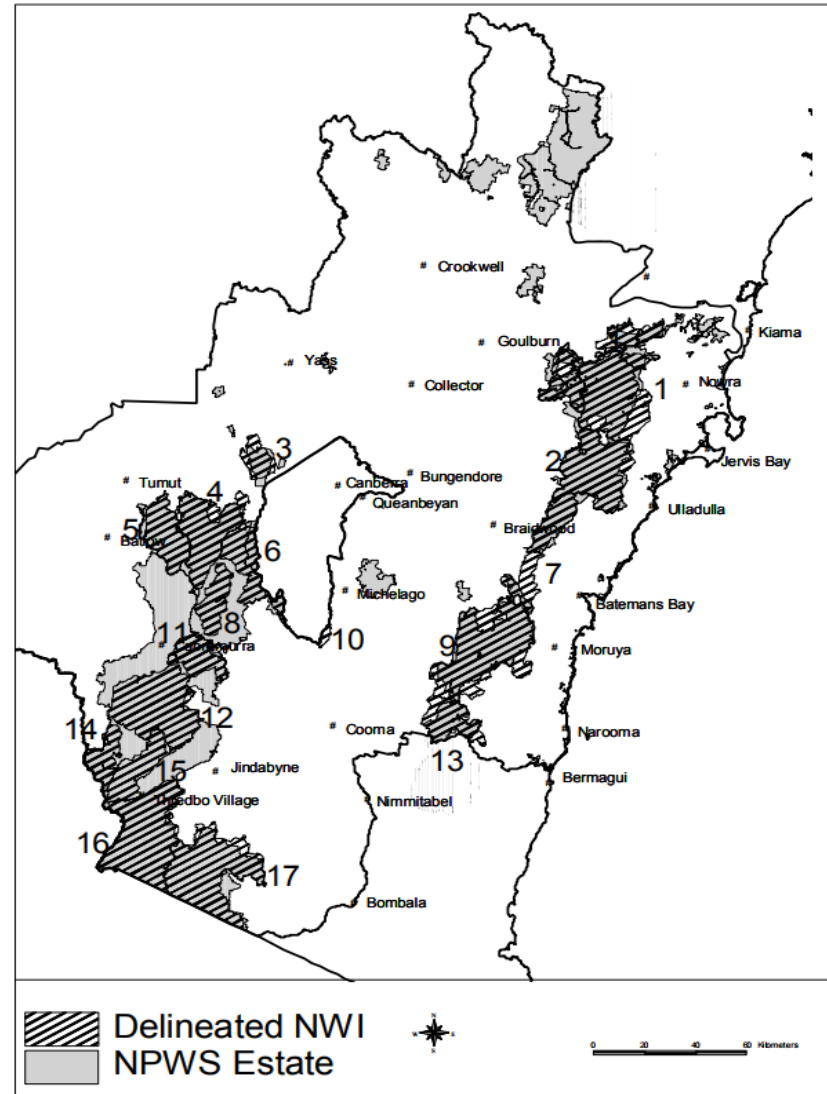 Crookwell
Goulburn
Kiama
Yass
Collector
1
Nowra
3
2
Jervis Bay
Tumut
4
Canberra
Bungendore
Queanbeyan
Ulladulla
5
Braidwood
6
7
Michelago
Batemans Bay
8
10
11
9
Moruya
12
14
Cooma
Narooma
13
15
Jindabyne
Bermagui
Nimmitabel
16
17
Bombala
Delineated NWI
NPWS Estate
N
W
E
S
0 20 40 60 Kilometers